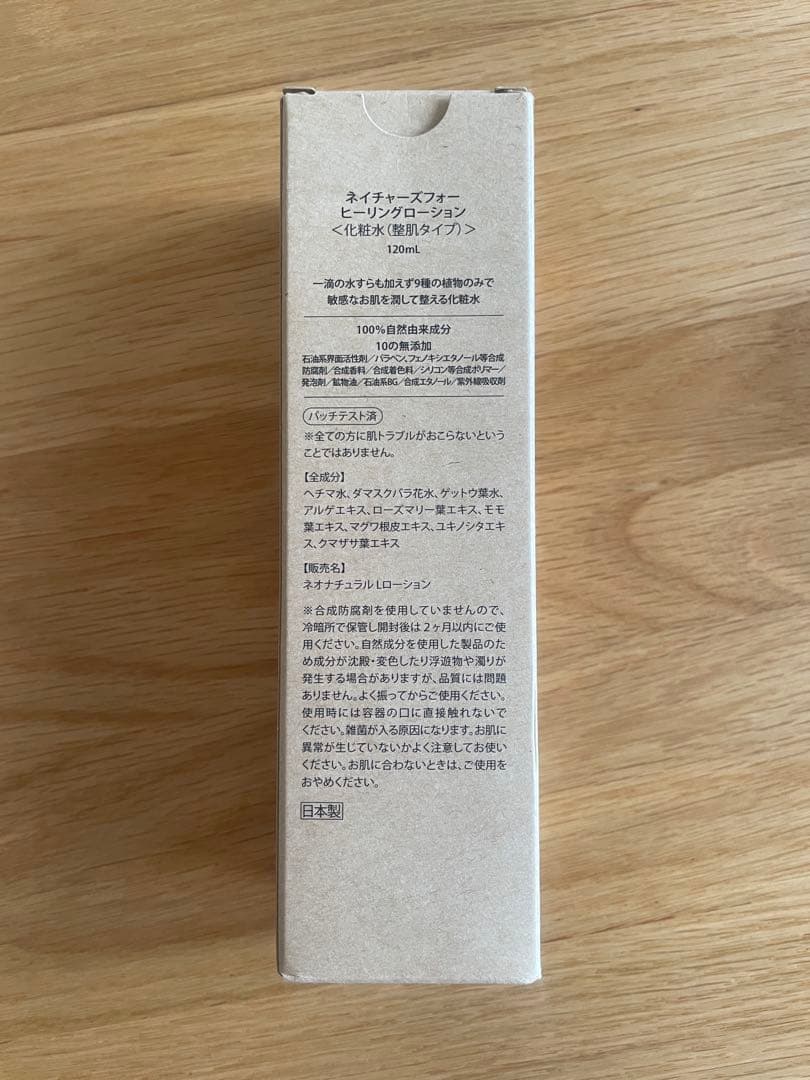 ネイチャーズフォー
ヒーリングローション
＜化粧水（整肌タイプ）＞
120mL
一滴の水すらも加えず9種の植物のみで
敏感なお肌を潤して整える化粧水
100%自然由来成分
10の無添加
石油系界面活性剤／パラベン、フェノキシエタノール等合成
防腐剤／合成香料／合成着色料／シリコン等合成ポリマー／
発泡剤／鉱物油／石油系BG／合成エタノール／紫外線吸収剤
パッチテスト済
※全ての方に肌トラブルがおこらないという
ことではありません。
【全成分】
ヘチマ水、ダマスクバラ花水、ゲットウ葉水、
アルゲエキス、ローズマリー葉エキス、モモ
葉エキス、マグワ根皮エキス、ユキノシタエキ
ス、クマザサ葉エキス
【販売名】
ネオナチュラル Lローション
※合成防腐剤を使用していませんので、
冷暗所で保管し開封後は2ヶ月以内にご使
用ください。自然成分を使用した製品のた
め成分が沈殿・変色したり浮遊物や濁りが
発生する場合がありますが、品質には問題
ありません。よく振ってからご使用ください。
使用時には容器の口に直接触れないで
ください。雑菌が入る原因になります。お肌に
異常が生じていないかよく注意してお使い
ください。お肌に合わないときは、ご使用を
おやめください。
日本製